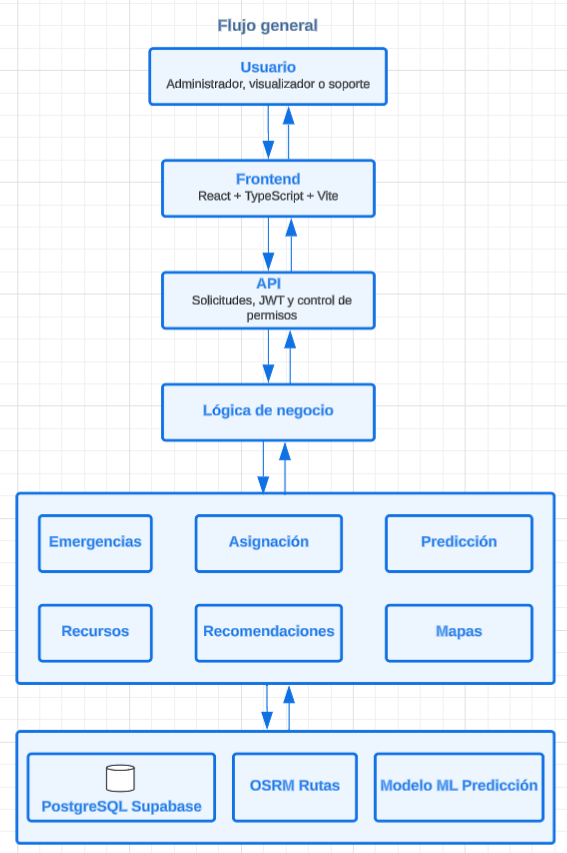 Flujo general
Usuario
Administrador, visualizador o soporte
Frontend
React + TypeScript + Vite
API
Solicitudes, JWT y control de
permisos
Lógica de negocio
Emergencias
Asignación
Predicción
Recursos
Recomendaciones
Mapas
PostgreSQL Supabase
OSRM Rutas
Modelo ML Predicción